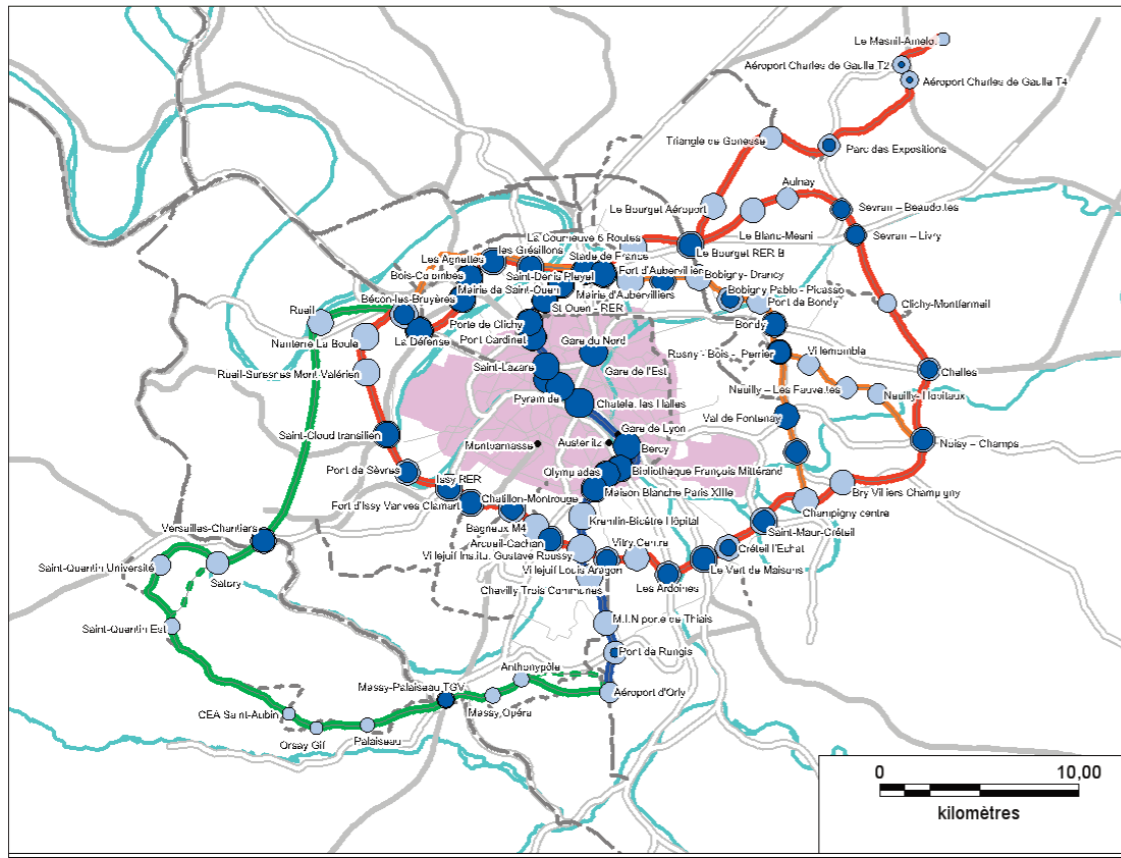 Le Mesnil-Amelot
Aéroport Charles de Gaulle T2
Aéroport Charles de Gaulle T4
Triangle de Gonesse
Parc des Expositions
Aulnay
Le Bourget Aéroport
Sevran – Beaudottes
Le Blanc-Mesnil
La Courneuve 6 Routes
Sevran – Livry
les Grésillons
Stade de France
Le Bourget RER B
Les Agnettes
Fort d'Aubervilliers
Bois-Colombes
Saint-Denis Pleyel
Bobigny-Drancy
Mairie de Saint-Ouen
Bobigny Pablo - Picasso
Bécon-les-Bruyères
Mairie d'Aubervilliers
Pont de Bondy
Clichy-Montfermeil
Rueil
St Ouen - RER
Porte de Clichy
Bondy
Nanterre La Boule
La Défense
Pont Cardinet
Gare du Nord
Rosny - Bois - Perrier
Villemomble
Saint-Lazare
Gare de l'Est
Challes
Rueil-Suresnes Mont-Valérien
Neuilly – Les Fauvettes
Pyramide
Neuilly-Hôpitaux
Chatelet les Halles
Val de Fontenay
Saint-Cloud transilien
Gare de Lyon
Montparnasse
Austerlitz
Bercy
Noisy – Champs
Pont de Sèvres
Issy RER
Olympiades
Bibliothèque François Mittérand
Maison Blanche Paris XIIIe
Bry Villiers Champigny
Fort d'Issy Vanves Clamart
Chatillon-Montrouge
Champigny centre
Kremlin-Bicêtre Hôpital
Bagneux M4
Saint-Maur-Créteil
Versailles-Chantiers
Arcueil-Cachan
Vitry Centre
Créteil l'Echat
Villejuif Institut Gustave Roussy
Saint-Quentin Université
Villejuif Louis Aragon
Le Vert de Maisons
Satory
Chevilly Trois Communes
Les Ardoines
Saint-Quentin Est
M.I.N porte de Thiais
Pont de Rungis
Anthonypôle
Massy-Palaiseau TGV
Aéroport d'Orly
CEA Saint-Aubin
Massy Opéra
Orsay Gif
Palaiseau
0 10,00
kilomètres